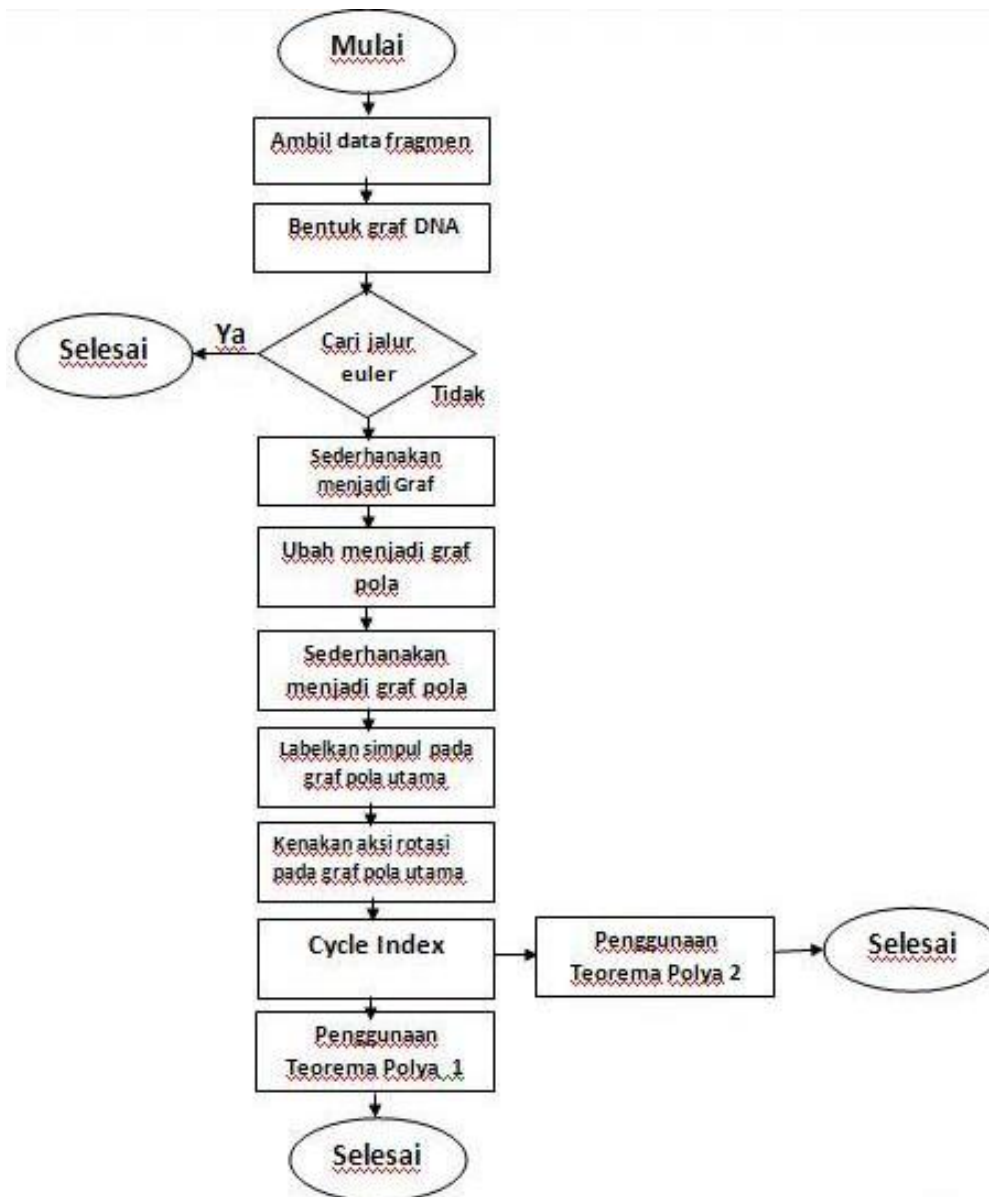 Mulai
Ambil data fragmen
Bentuk graf DNA
Cari jalur
euler
Ya
Selesai
Tidak
Sederhanakan
menjadi Graf
Ubah menjadi graf
pola
Sederhanakan
menjadi graf pola
Labelkan simpul pada
graf pola utama
Kenakan aksi rotasi
pada graf pola utama
Cycle Index
Penggunaan
Teorema Polya 2
Selesai
Penggunaan
Teorema Polya 1
Selesai